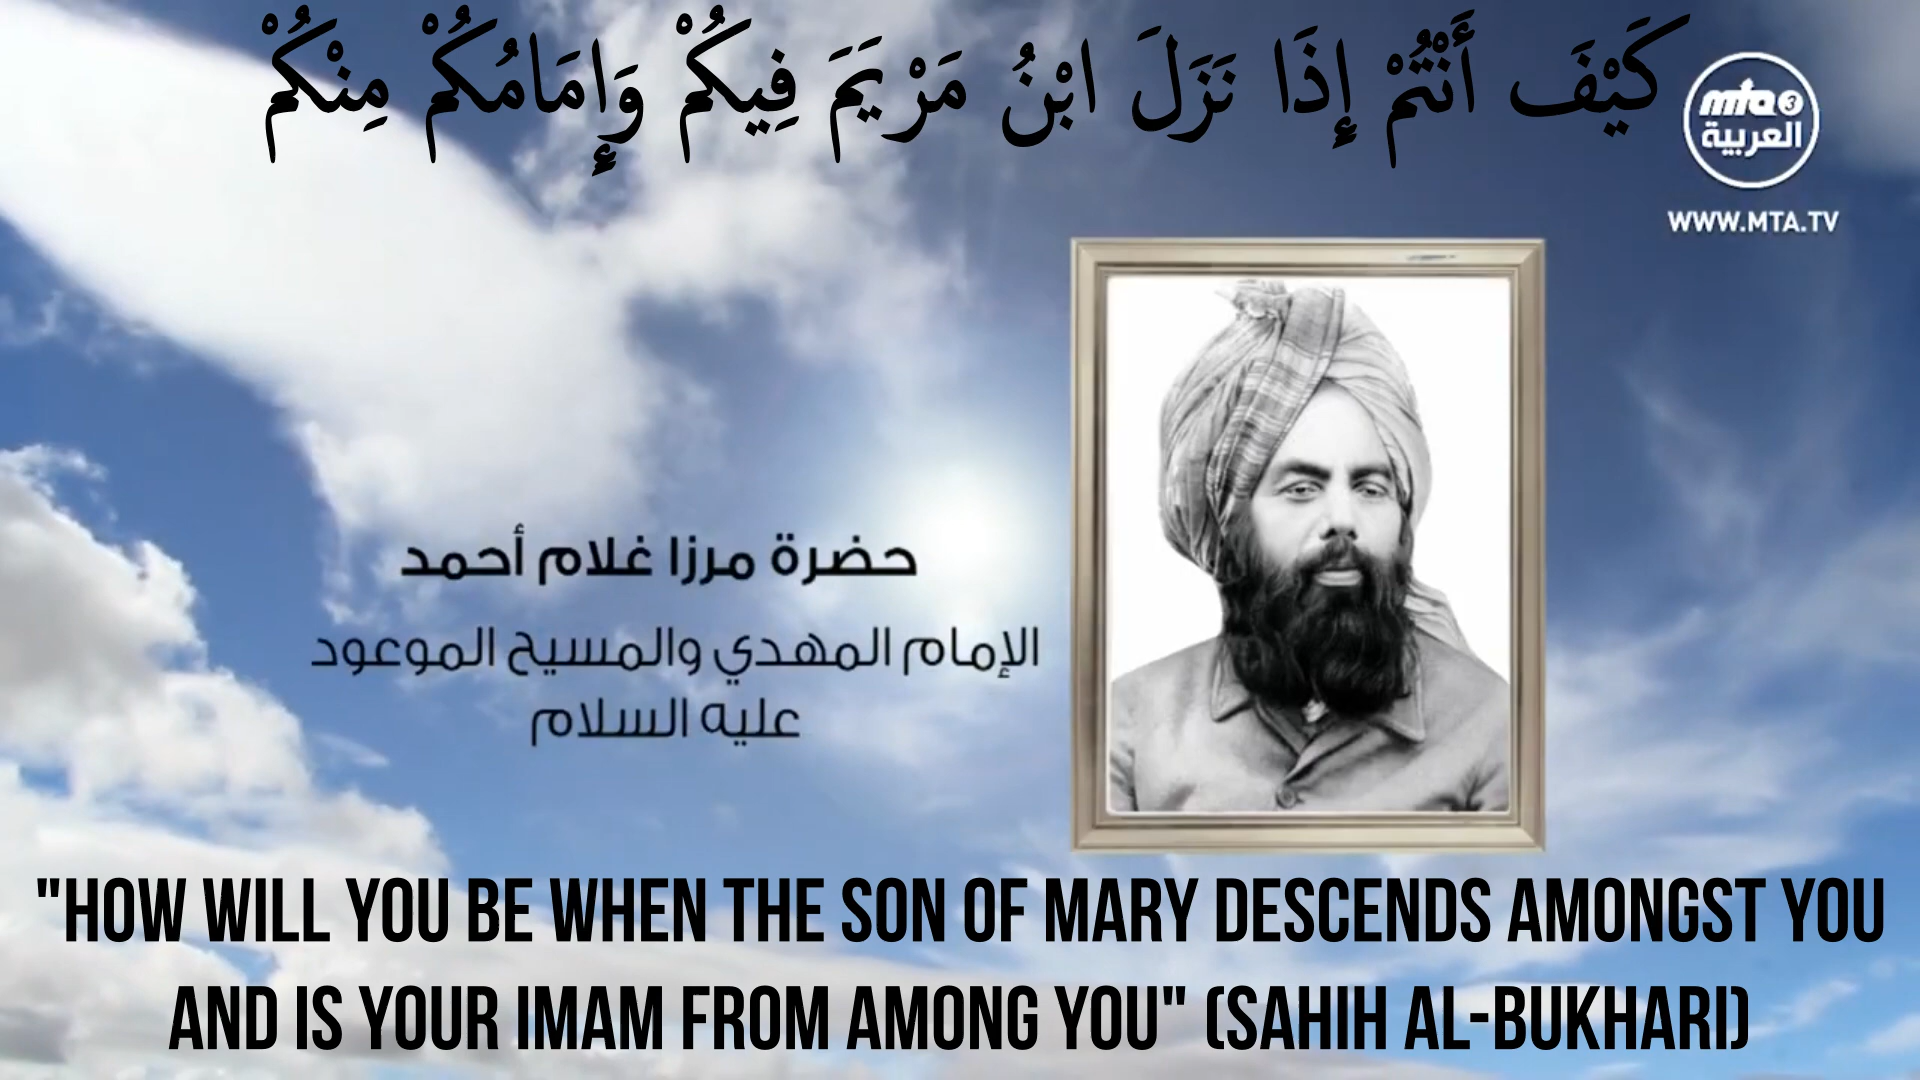 كَيْفَ أَنْتُمْ إِذَا نَزَلَ ابْنُ مَرْيَمَ فِيكُمْ وَإِمَامُكُمْ مِنْكُمْ
mta3
العربية
WWW.MTA.TV
حضرة مرزا غلام أحمد
الإمام المهدي والمسيح الموعود
عليه السلام
"HOW WILL YOU BE WHEN THE SON OF MARY DESCENDS AMONGST YOU
AND IS YOUR IMAM FROM AMONG YOU" (SAHIH AL-BUKHARI)